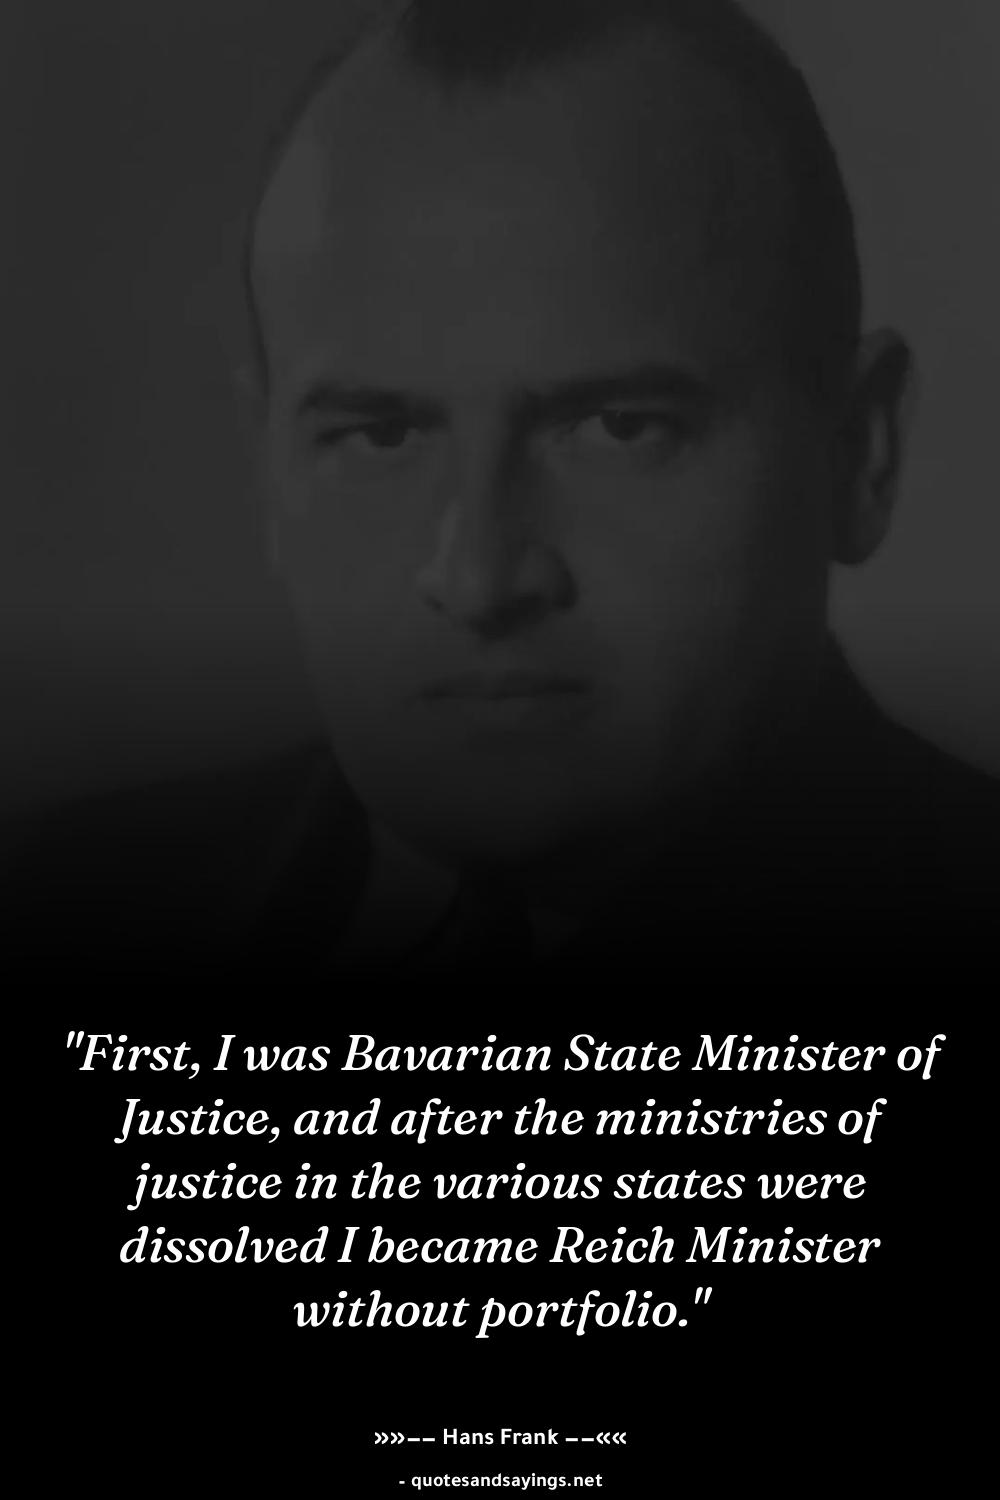 "First, I was Bavarian State Minister of
Justice, and after the ministries of
justice in the various states were
dissolved I became Reich Minister
without portfolio."
»»–– Hans Frank ––««
- quotesandsayings.net